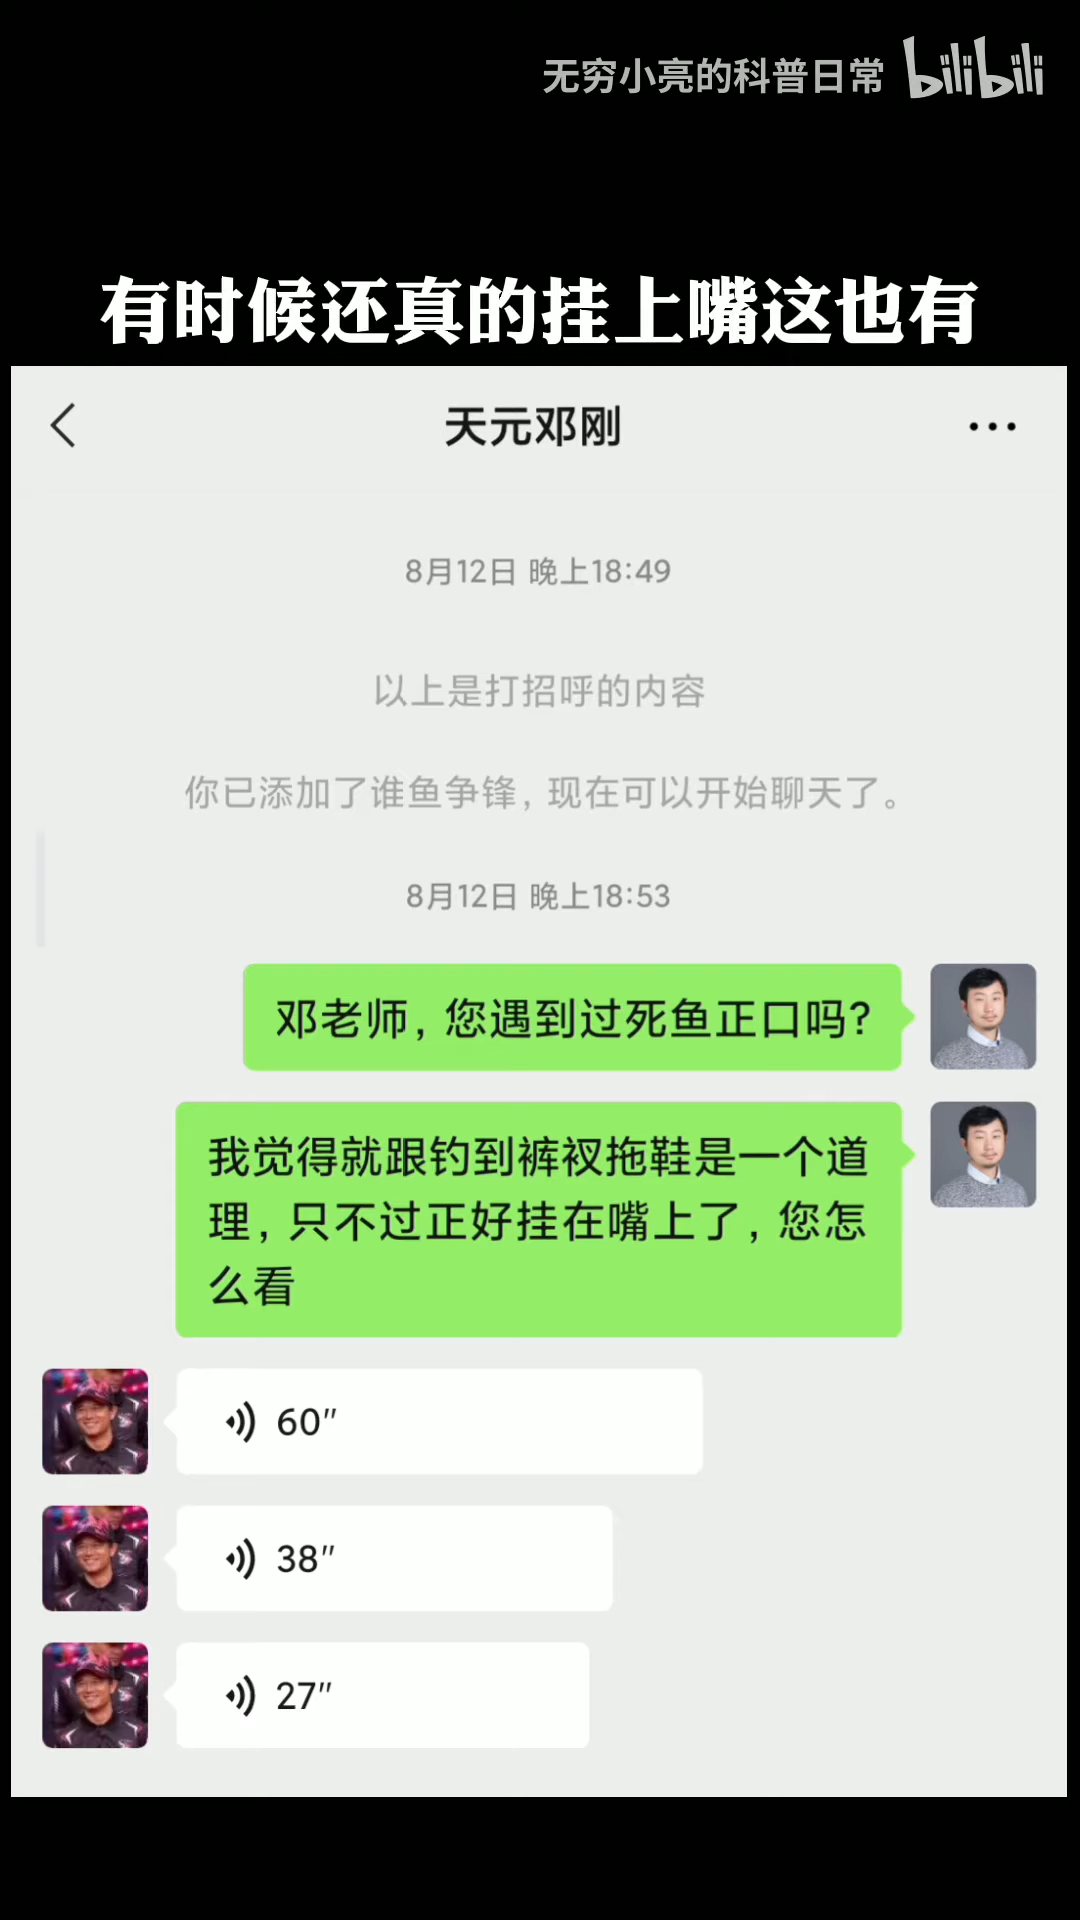 无穷小亮的科普日常 bilibili
有时候还真的挂上嘴这也有
天元邓刚
8月12日 晚上18:49
以上是打招呼的内容
你已添加了谁鱼争锋，现在可以开始聊天了。
8月12日 晚上18:53
邓老师，您遇到过死鱼正口吗？
我觉得就跟钓到裤衩拖鞋是一个道
理，只不过正好挂在嘴上了，您怎
么看
60″
38″
27″